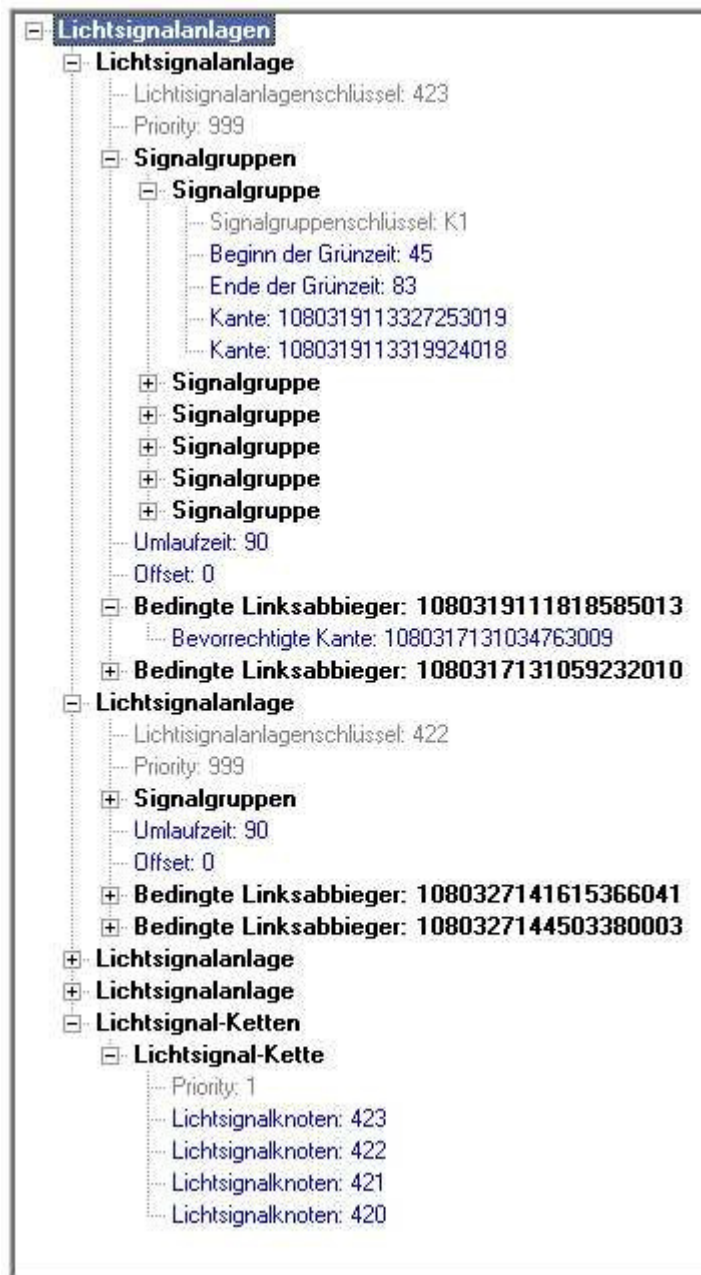 Lichtsignalanlagen
Lichtsignalanlage
Lichtisignalanlagenschlüssel: 423
Priority: 999
Signalgruppen
Signalgruppe
Signalgruppenschlüssel: K1
Beginn der Grünzeit: 45
Ende der Grünzeit: 83
Kante: 1080319113327253019
Kante: 1080319113319924018
Signalgruppe
Signalgruppe
Signalgruppe
Signalgruppe
Signalgruppe
Umlaufzeit: 90
Offset: 0
Bedingte Linksabbieger: 1080319111818585013
Bevorrechtigte Kante: 1080317131034763009
Bedingte Linksabbieger: 1080317131059232010
Lichtsignalanlage
Lichtisignalanlagenschlüssel: 422
Priority: 999
Signalgruppen
Umlaufzeit: 90
Offset: 0
Bedingte Linksabbieger: 1080327141615366041
Bedingte Linksabbieger: 1080327144503380003
Lichtsignalanlage
Lichtsignalanlage
Lichtsignal-Ketten
Lichtsignal-Kette
Priority: 1
Lichtsignalknoten: 423
Lichtsignalknoten: 422
Lichtsignalknoten: 421
Lichtsignalknoten: 420